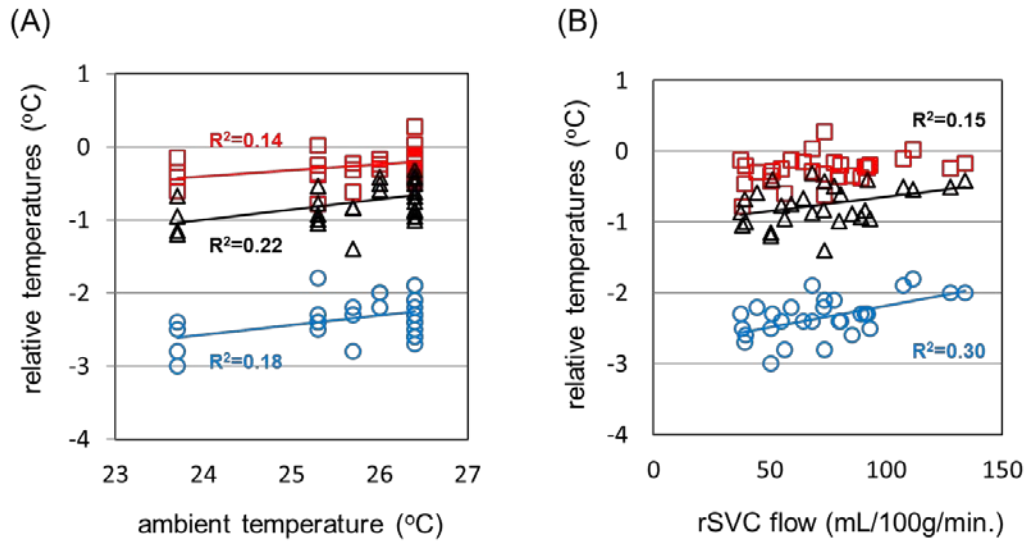 (A)
relative temperatures (°C)
1
0
-1
-2
-3
-4
R²=0.14
R²=0.22
R²=0.18
23 24 25 26 27
ambient temperature (°C)
(B)
relative temperatures (°C)
1
0
-1
-2
-3
-4
R²=0.15
R²=0.30
0 50 100 150
rSVC flow (mL/100g/min.)